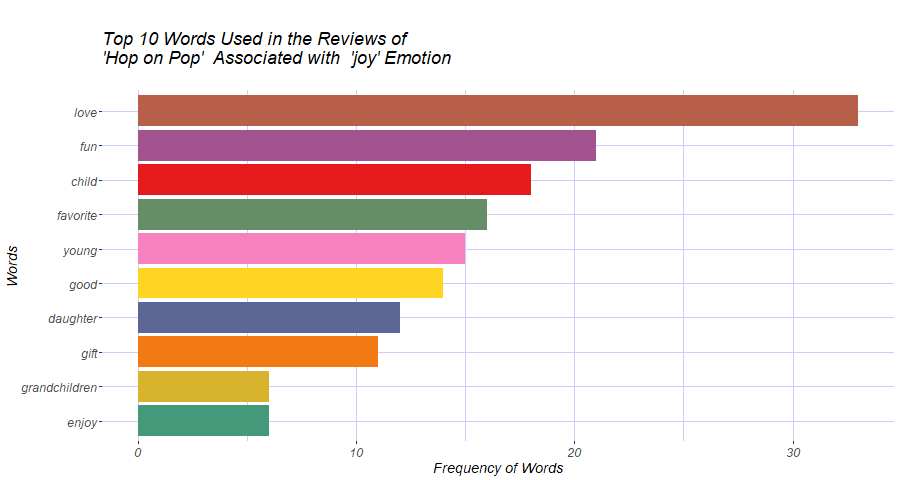 Top 10 Words Used in the Reviews of
'Hop on Pop'  Associated with  'joy' Emotion
Words
love
fun
child
favorite
young
good
daughter
gift
grandchildren
enjoy
0 10 20 30
Frequency of Words